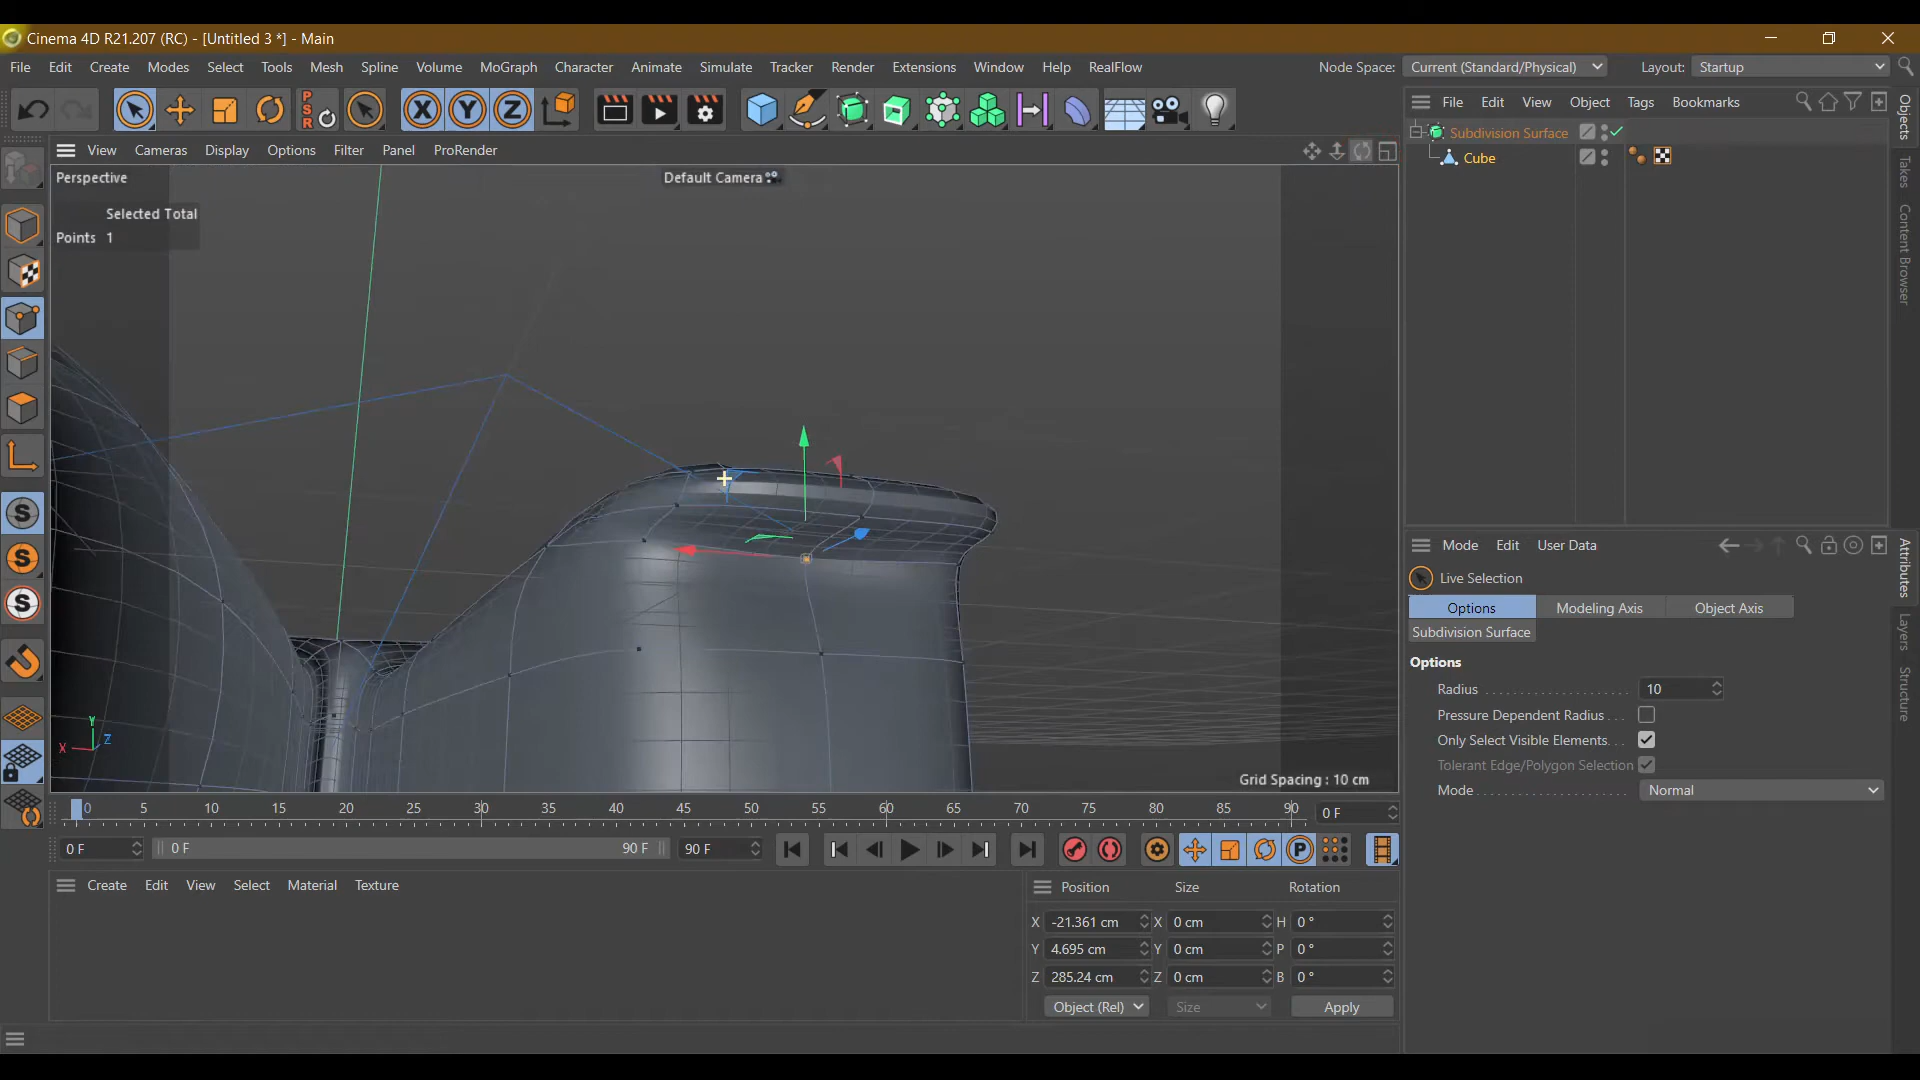 Cinema 4D R21.207 (RC) - [Untitled 3 *] - Main
File Edit Create Modes Select Tools Mesh Spline Volume MoGraph Character Animate Simulate Tracker Render Extensions Window Help RealFlow Node Space: Current (Standard/Physical) Layout: Startup
PSR X Y Z
File Edit View Object Tags Bookmarks
Subdivision Surface
Cube
Objects
Takes
Content Browser
View Cameras Display Options Filter Panel ProRender
Perspective
Default Camera
Selected Total
Points 1
S
S
S
Y
X Z
Grid Spacing : 10 cm
Mode Edit User Data
Live Selection
Options Modeling Axis Object Axis
Subdivision Surface
Options
Radius 10
Pressure Dependent Radius
Only Select Visible Elements
Tolerant Edge/Polygon Selection
Mode Normal
Attributes
Layers
Structure
0 5 10 15 20 25 30 35 40 45 50 55 60 65 70 75 80 85 90 0 F
0 F 0 F 90 F 90 F P
Create Edit View Select Material Texture
Position Size Rotation
X -21.361 cm X 0 cm H 0 °
Y 4.695 cm Y 0 cm P 0 °
Z 285.24 cm Z 0 cm B 0 °
Object (Rel) Size Apply